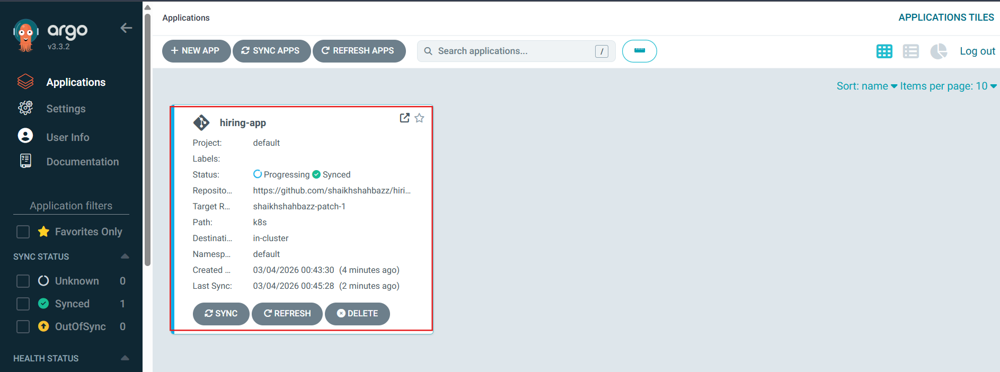 argo
v3.3.2
Applications
Settings
User Info
Documentation
Application filters
Favorites Only
SYNC STATUS
Unknown 0
Synced 1
OutOfSync 0
HEALTH STATUS
Applications
APPLICATIONS TILES
NEW APP SYNC APPS REFRESH APPS Search applications... / Log out
Sort: name Items per page: 10
hiring-app
Project: default
Labels:
Status: Progressing Synced
Reposito... https://github.com/shaikhshahbazz/hiri...
Target R... shaikhshahbazz-patch-1
Path: k8s
Destinati... in-cluster
Namesp... default
Created ... 03/04/2026 00:43:30 (4 minutes ago)
Last Sync: 03/04/2026 00:45:28 (2 minutes ago)
SYNC REFRESH DELETE